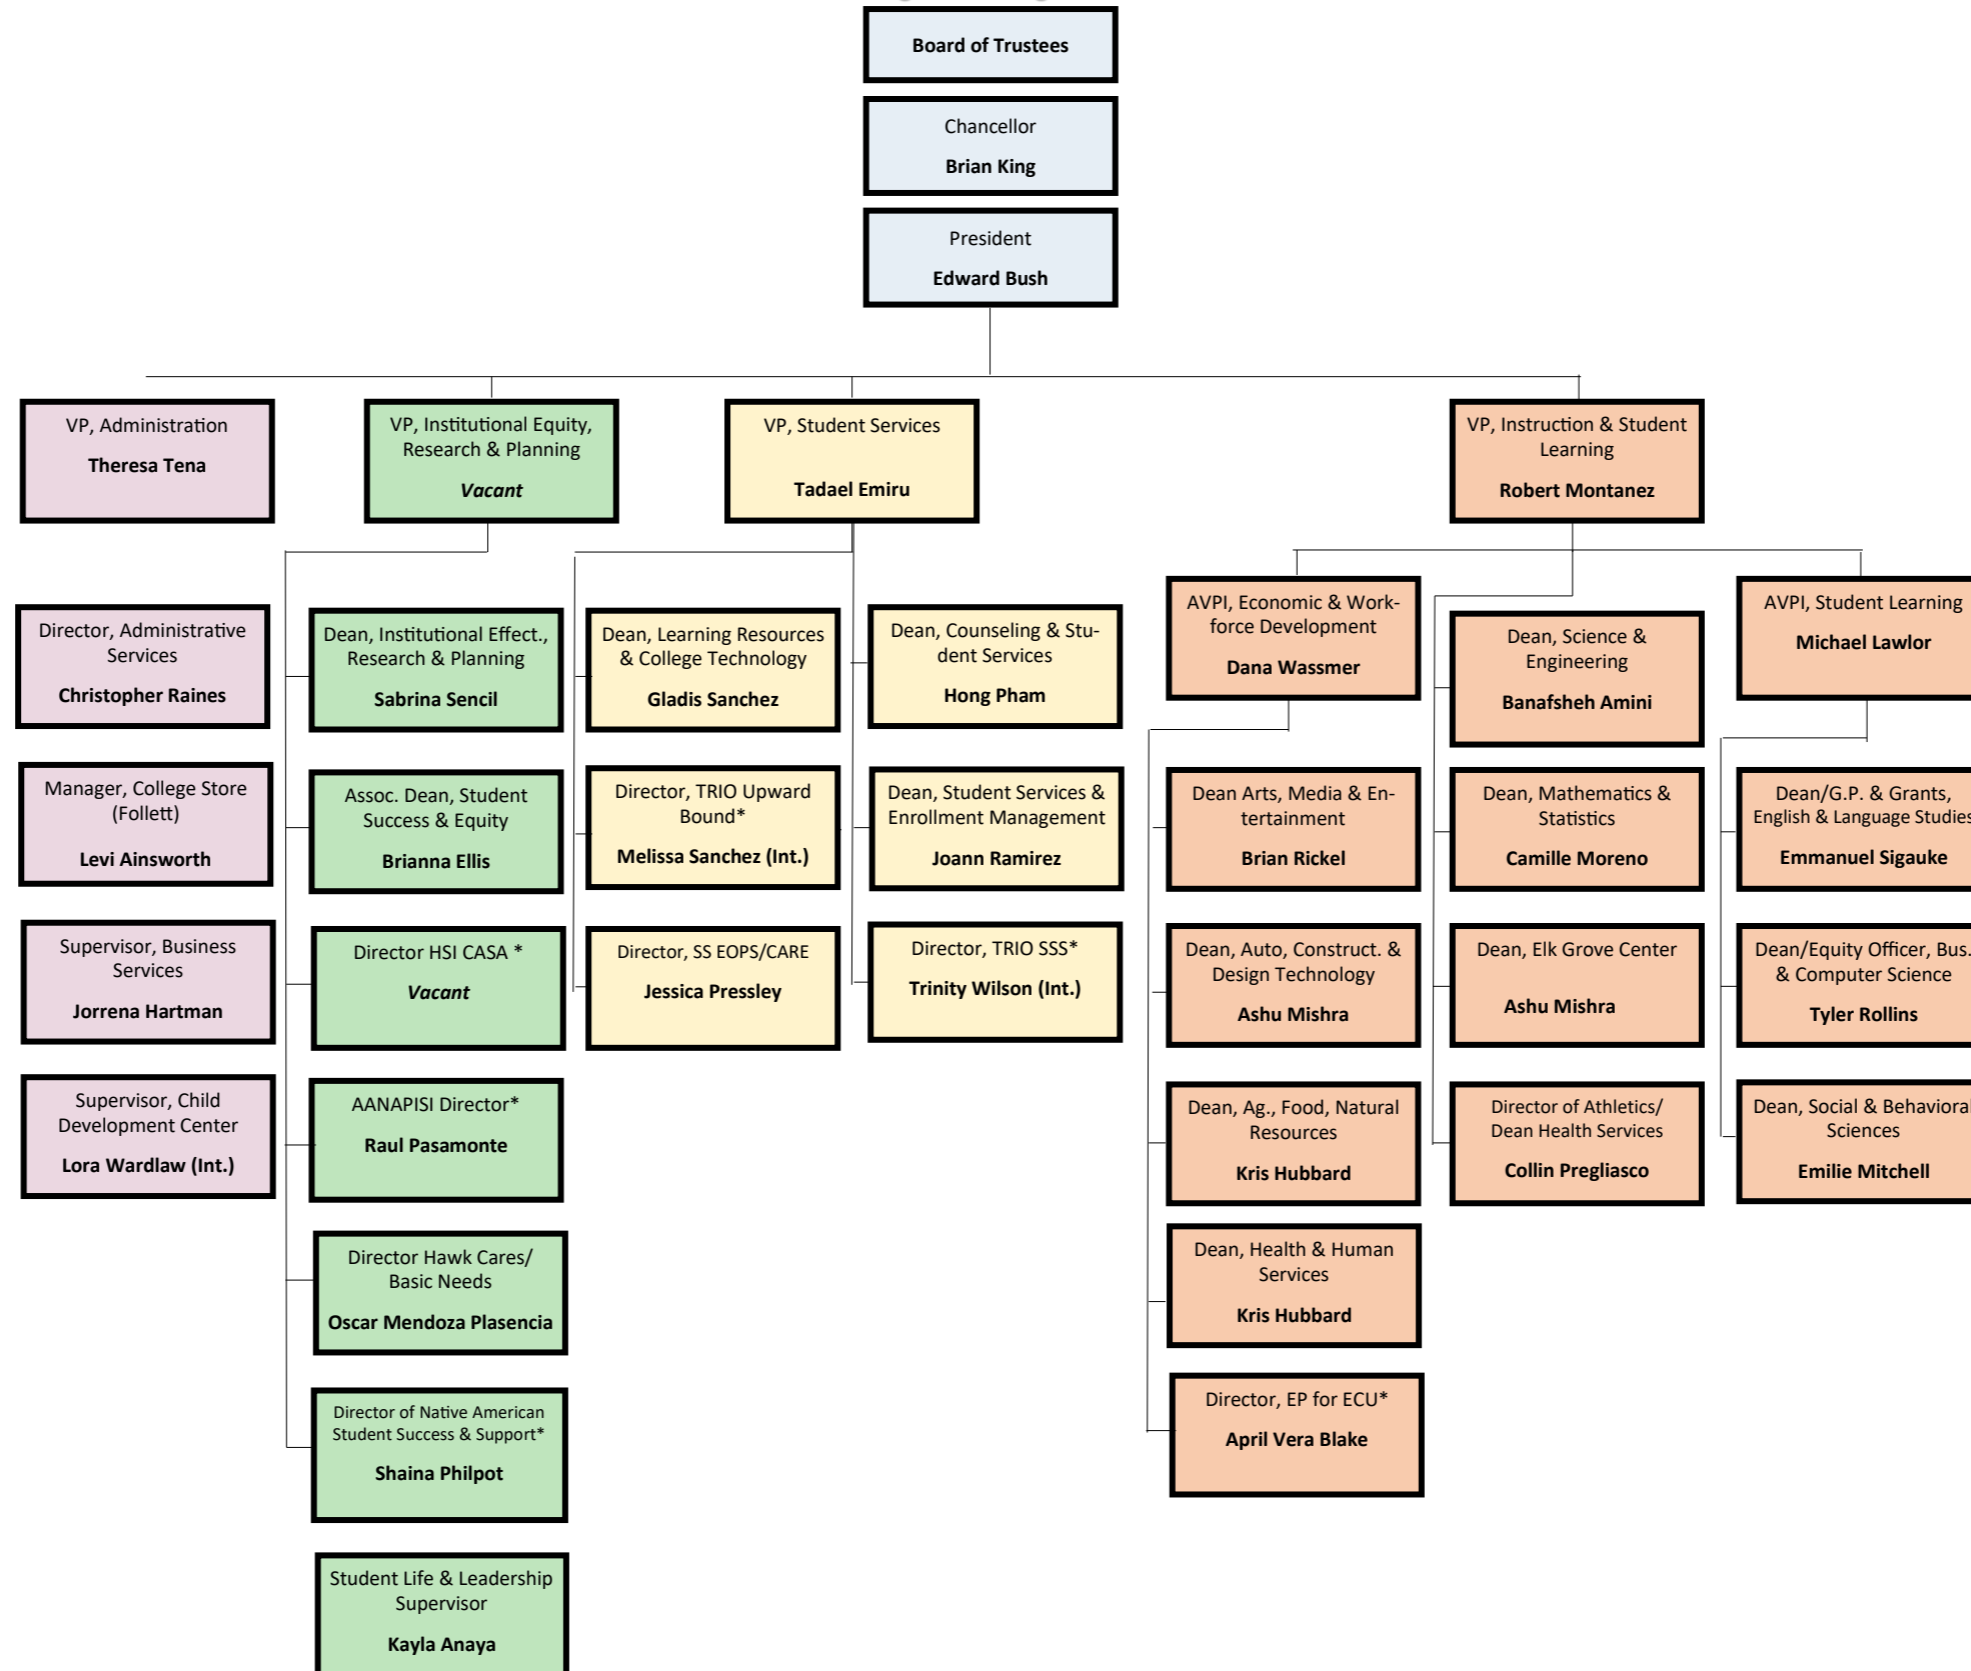 Board of Trustees
Chancellor
Brian King
President
Edward Bush
VP, Administration
Theresa Tena
VP, Institutional Equity,
Research & Planning
Vacant
VP, Student Services
Tadael Emiru
VP, Instruction & Student
Learning
Robert Montanez
Director, Administrative
Services
Christopher Raines
Manager, College Store
(Follett)
Levi Ainsworth
Supervisor, Business
Services
Jorrena Hartman
Supervisor, Child
Development Center
Lora Wardlaw (Int.)
Dean, Institutional Effect.,
Research & Planning
Sabrina Sencil
Assoc. Dean, Student
Success & Equity
Brianna Ellis
Director HSI CASA *
Vacant
AANAPISI Director*
Raul Pasamonte
Director Hawk Cares/
Basic Needs
Oscar Mendoza Plasencia
Director of Native American
Student Success & Support*
Shaina Philpot
Student Life & Leadership
Supervisor
Kayla Anaya
Dean, Learning Resources
& College Technology
Gladis Sanchez
Director, TRIO Upward
Bound*
Melissa Sanchez (Int.)
Director, SS EOPS/CARE
Jessica Pressley
Dean, Counseling & Stu-
dent Services
Hong Pham
Dean, Student Services &
Enrollment Management
Joann Ramirez
Director, TRIO SSS*
Trinity Wilson (Int.)
AVPI, Economic & Work-
force Development
Dana Wassmer
Dean Arts, Media & En-
tertainment
Brian Rickel
Dean, Auto, Construct. &
Design Technology
Ashu Mishra
Dean, Ag., Food, Natural
Resources
Kris Hubbard
Dean, Health & Human
Services
Kris Hubbard
Director, EP for ECU*
April Vera Blake
Dean, Science &
Engineering
Banafsheh Amini
Dean, Mathematics &
Statistics
Camille Moreno
Dean, Elk Grove Center
Ashu Mishra
Director of Athletics/
Dean Health Services
Collin Pregliasco
AVPI, Student Learning
Michael Lawlor
Dean/G.P. & Grants,
English & Language Studies
Emmanuel Sigauke
Dean/Equity Officer, Bus.
& Computer Science
Tyler Rollins
Dean, Social & Behavioral
Sciences
Emilie Mitchell